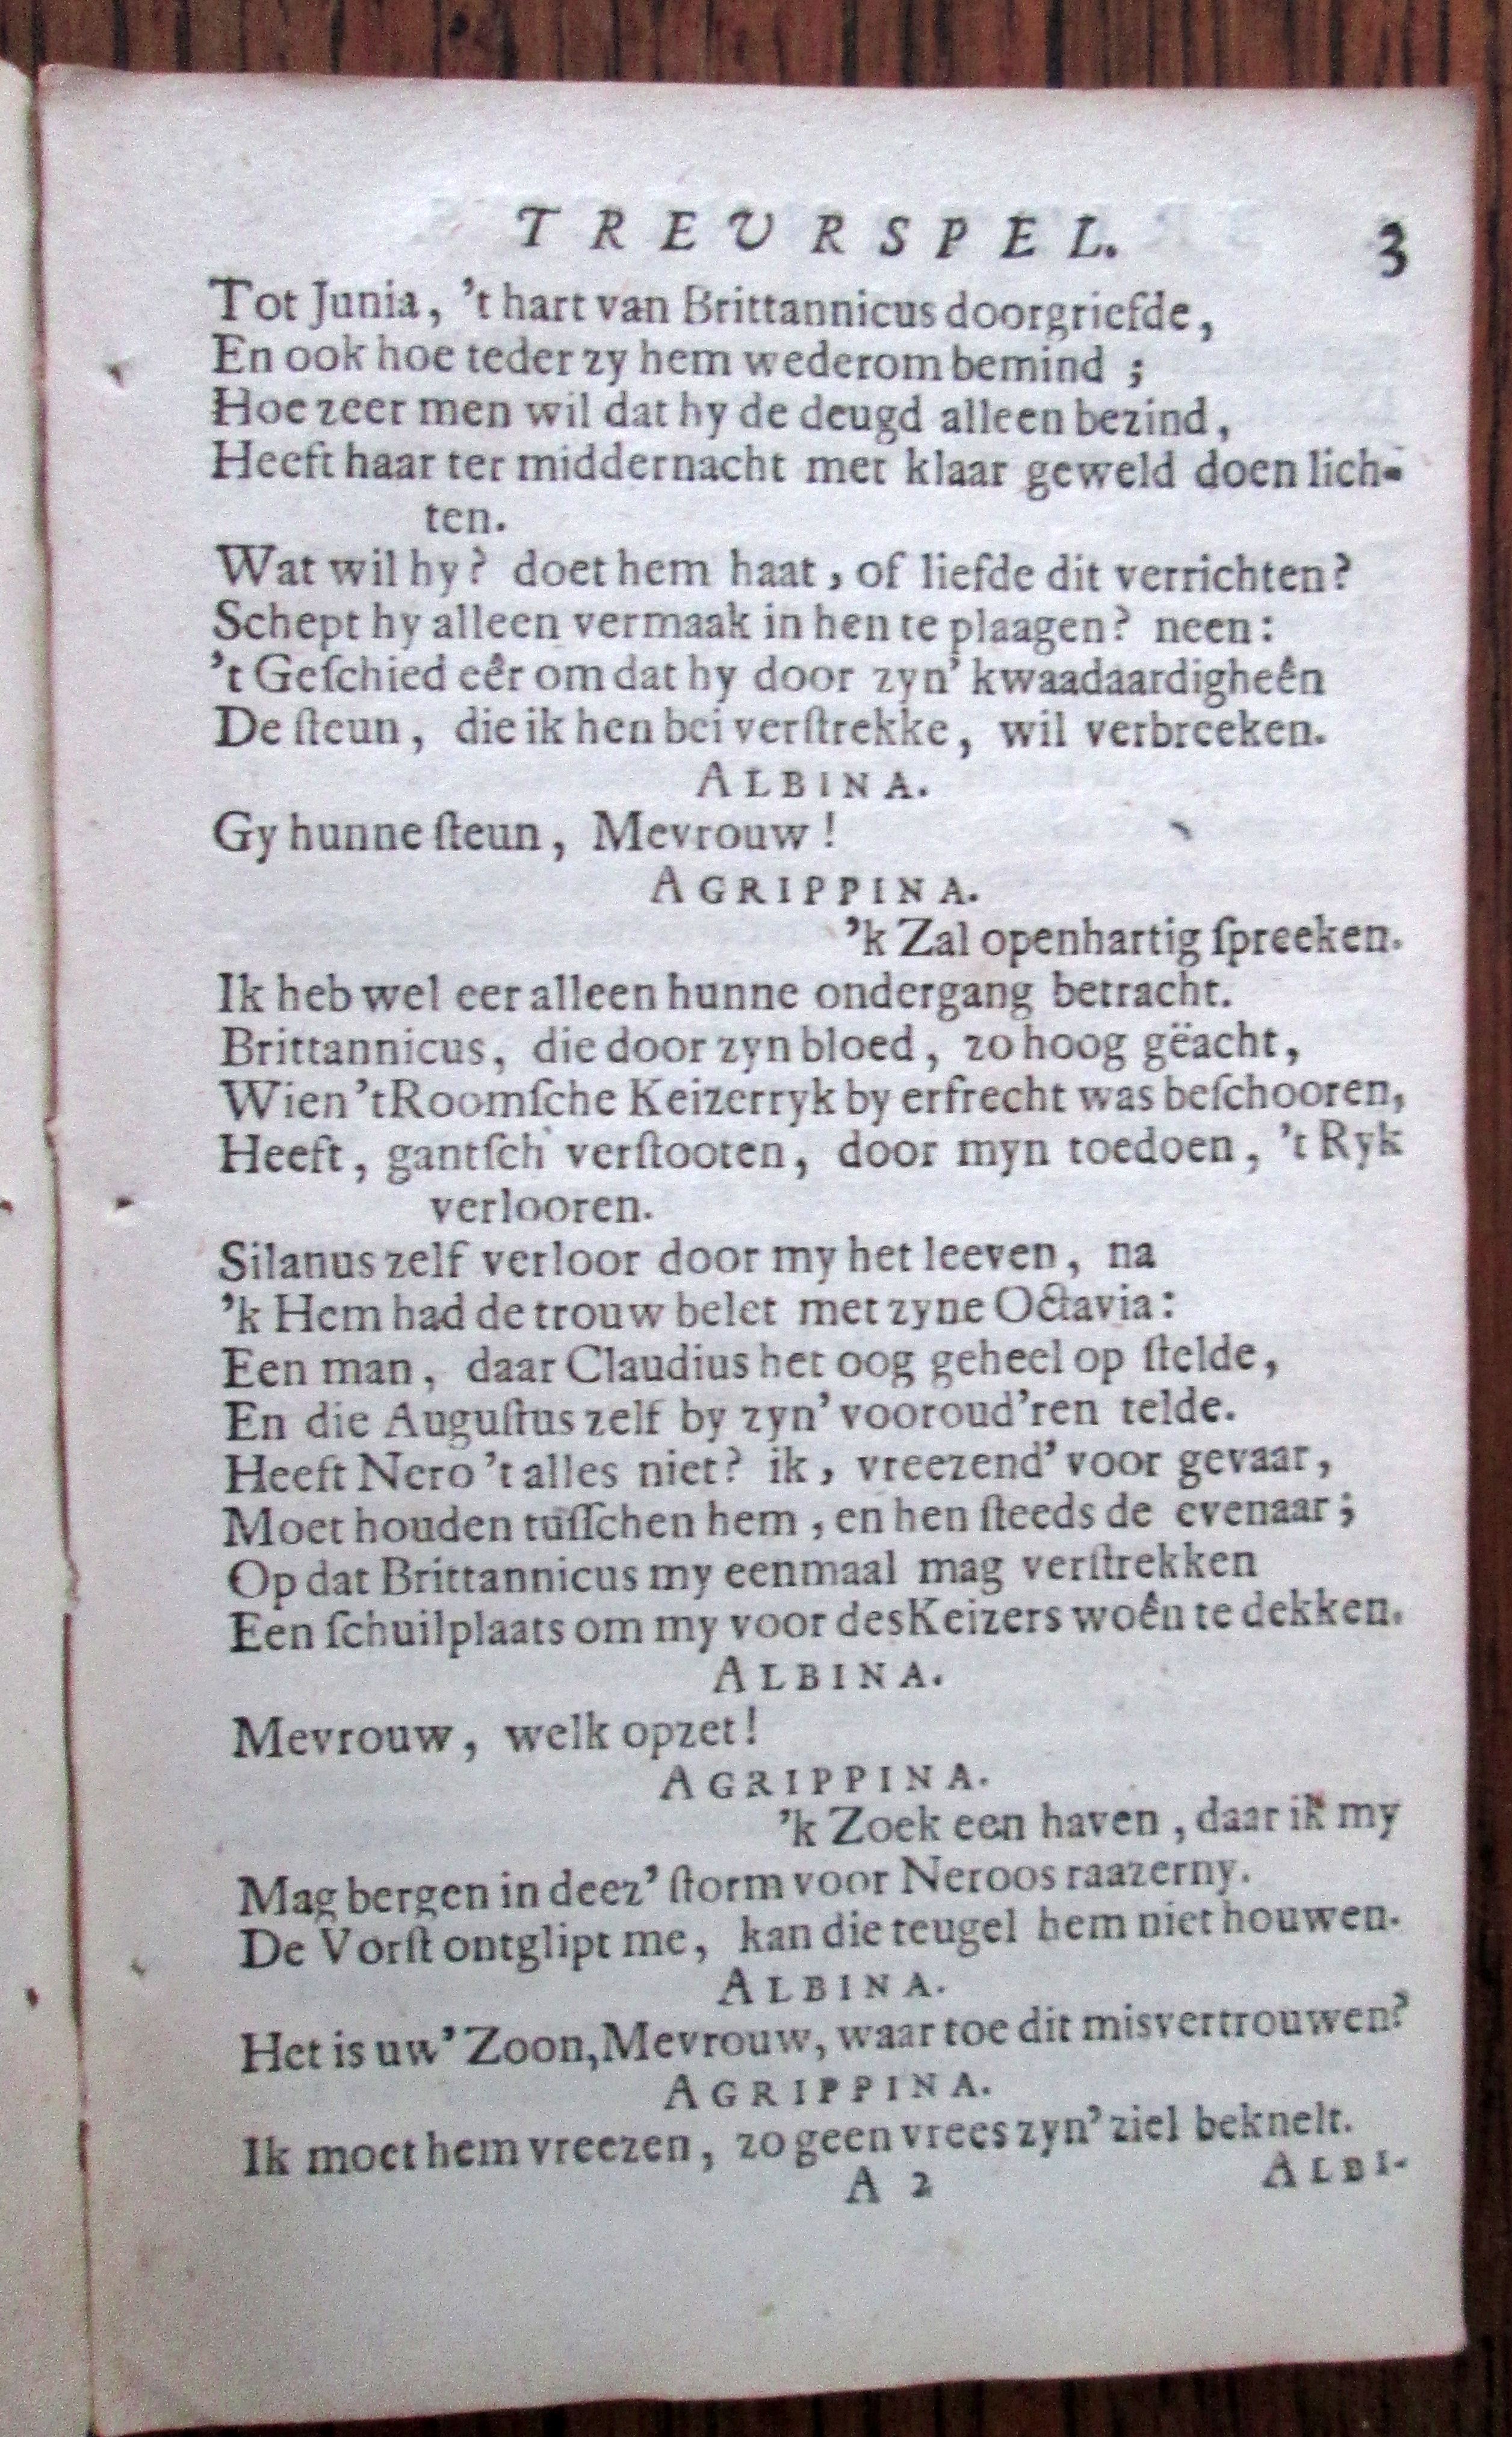 TREURSPEL. 3
Tot Junia, 't hart van Brittannicus doorgriefde,
En ook hoe teder zy hem wederom bemind ;
Hoe zeer men wil dat hy de deugd alleen bezind,
Heeft haar ter middernacht met klaar geweld doen lich-
ten.
Wat wil hy? doet hem haat, of liefde dit verrichten?
Schept hy alleen vermaak in hen te plaagen? neen:
't Geſchied eêr om dat hy door zyn' kwaadaardigheên
De ſteun, die ik hen bei verſtrekke, wil verbreeken.
ALBINA.
Gy hunne ſteun, Mevrouw!
AGRIPPINA.
'k Zal openhartig ſpreeken.
Ik heb wel eer alleen hunne ondergang betracht.
Brittannicus, die door zyn bloed, zo hoog gëacht,
Wien 't Roomſche Keizerryk by erfrecht was beſchooren,
Heeft, gantſch verſtooten, door myn toedoen, 't Ryk
verlooren.
Silanus zelf verloor door my het leeven, na
'k Hem had de trouw belet met zyne Octavia:
Een man, daar Claudius het oog geheel op ſtelde,
En die Auguſtus zelf by zyn' vooroud'ren telde.
Heeft Nero 't alles niet? ik, vreezend' voor gevaar,
Moet houden tuſſchen hem, en hen ſteeds de evenaar;
Op dat Brittannicus my eenmaal mag verſtrekken
Een ſchuilplaats om my voor des Keizers woên te dekken.
ALBINA.
Mevrouw, welk opzet!
AGRIPPINA.
'k Zoek een haven, daar ik my
Mag bergen in deez' ſtorm voor Neroos raazerny.
De Vorſt ontglipt me, kan die teugel hem niet houwen.
ALBINA.
Het is uw' Zoon, Mevrouw, waar toe dit misvertrouwen?
AGRIPPINA.
Ik moet hem vreezen, zo geen vrees zyn' ziel beknelt.
A 2 ALBI-